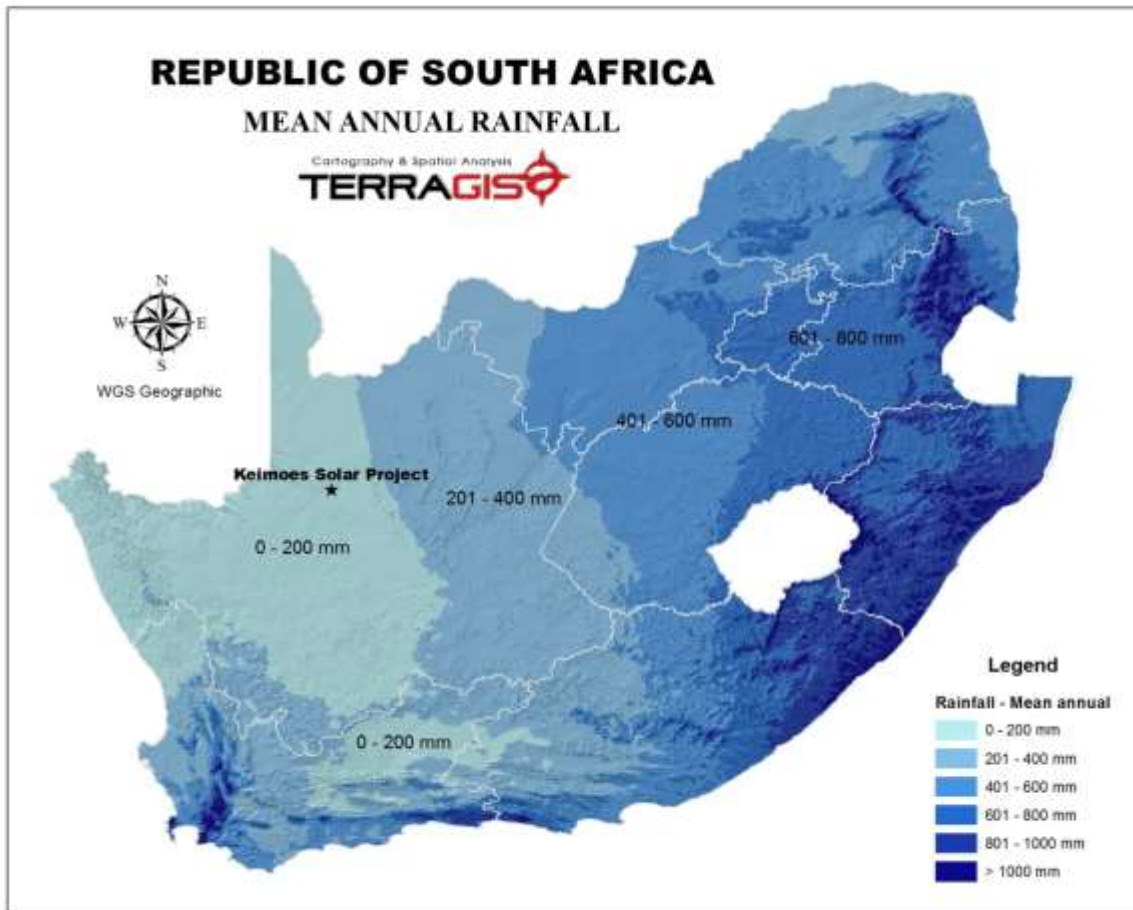 REPUBLIC OF SOUTH AFRICA
MEAN ANNUAL RAINFALL
Cartography & Spatial Analysis
TERRAGIS
N
W E
S
WGS Geographic
601 - 800 mm
401 - 600 mm
Keimoes Solar Project
201 - 400 mm
0 - 200 mm
0 - 200 mm
Legend
Rainfall - Mean annual
0 - 200 mm
201 - 400 mm
401 - 600 mm
601 - 800 mm
801 - 1000 mm
> 1000 mm